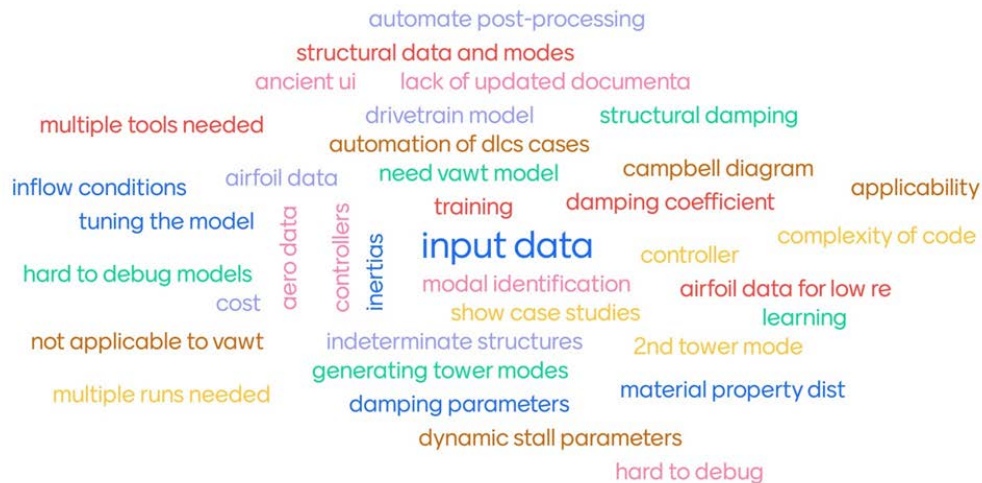 automate post-processing
structural data and modes
ancient ui
lack of updated documenta
drivetrain model
structural damping
multiple tools needed
automation of dlcs cases
need vawt model
campbell diagram
inflow conditions
airfoil data
applicability
training
damping coefficient
tuning the model
aero data
controllers
inertias
input data
controller
complexity of code
hard to debug models
modal identification
airfoil data for low re
cost
show case studies
learning
not applicable to vawt
indeterminate structures
2nd tower mode
generating tower modes
multiple runs needed
damping parameters
material property dist
dynamic stall parameters
hard to debug